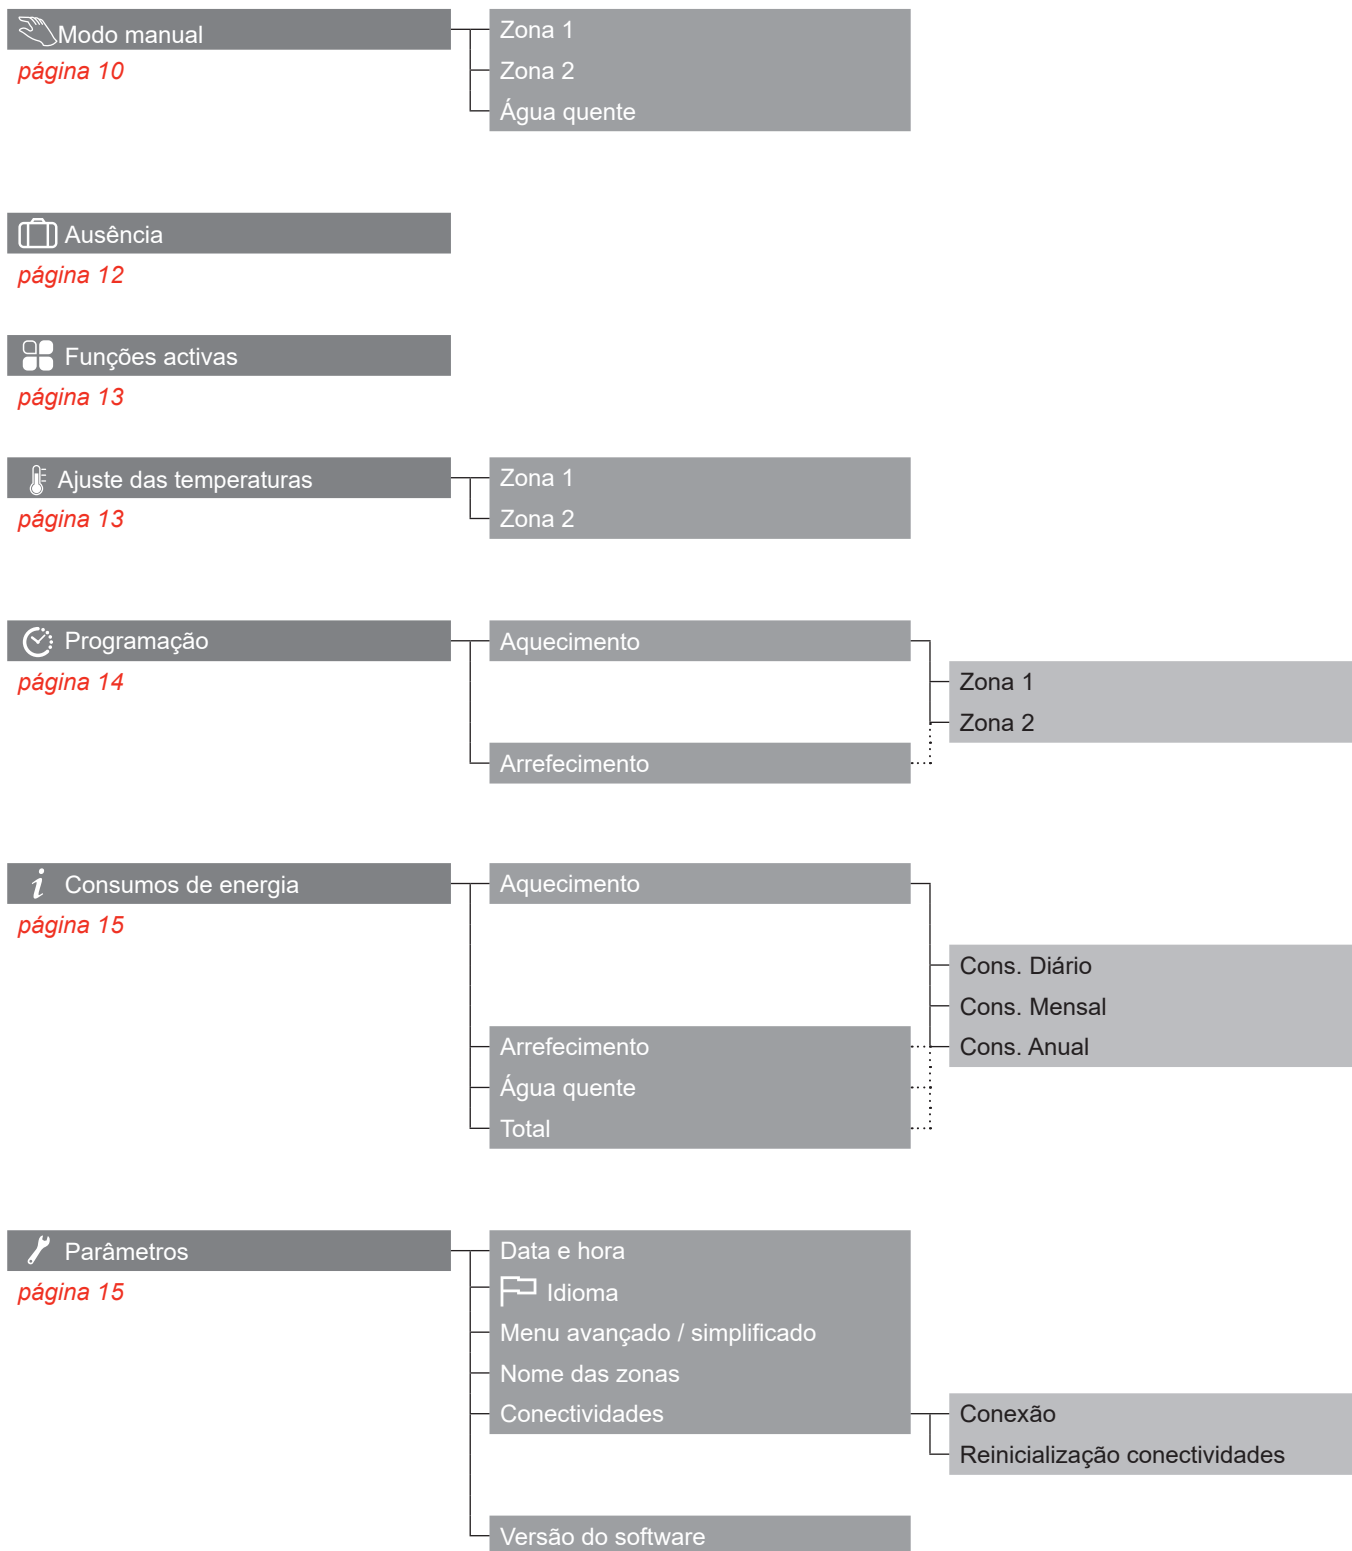 Modo manual
Zona 1
página 10
Zona 2
Água quente
Ausência
página 12
Funções activas
página 13
Ajuste das temperaturas
Zona 1
página 13
Zona 2
Programação
Aquecimento
página 14
Zona 1
Zona 2
Arrefecimento
Consumos de energia
Aquecimento
página 15
Cons. Diário
Cons. Mensal
Arrefecimento
Cons. Anual
Água quente
Total
Parâmetros
Data e hora
página 15
Idioma
Menu avançado / simplificado
Nome das zonas
Conectividades
Conexão
Reinicialização conectividades
Versão do software